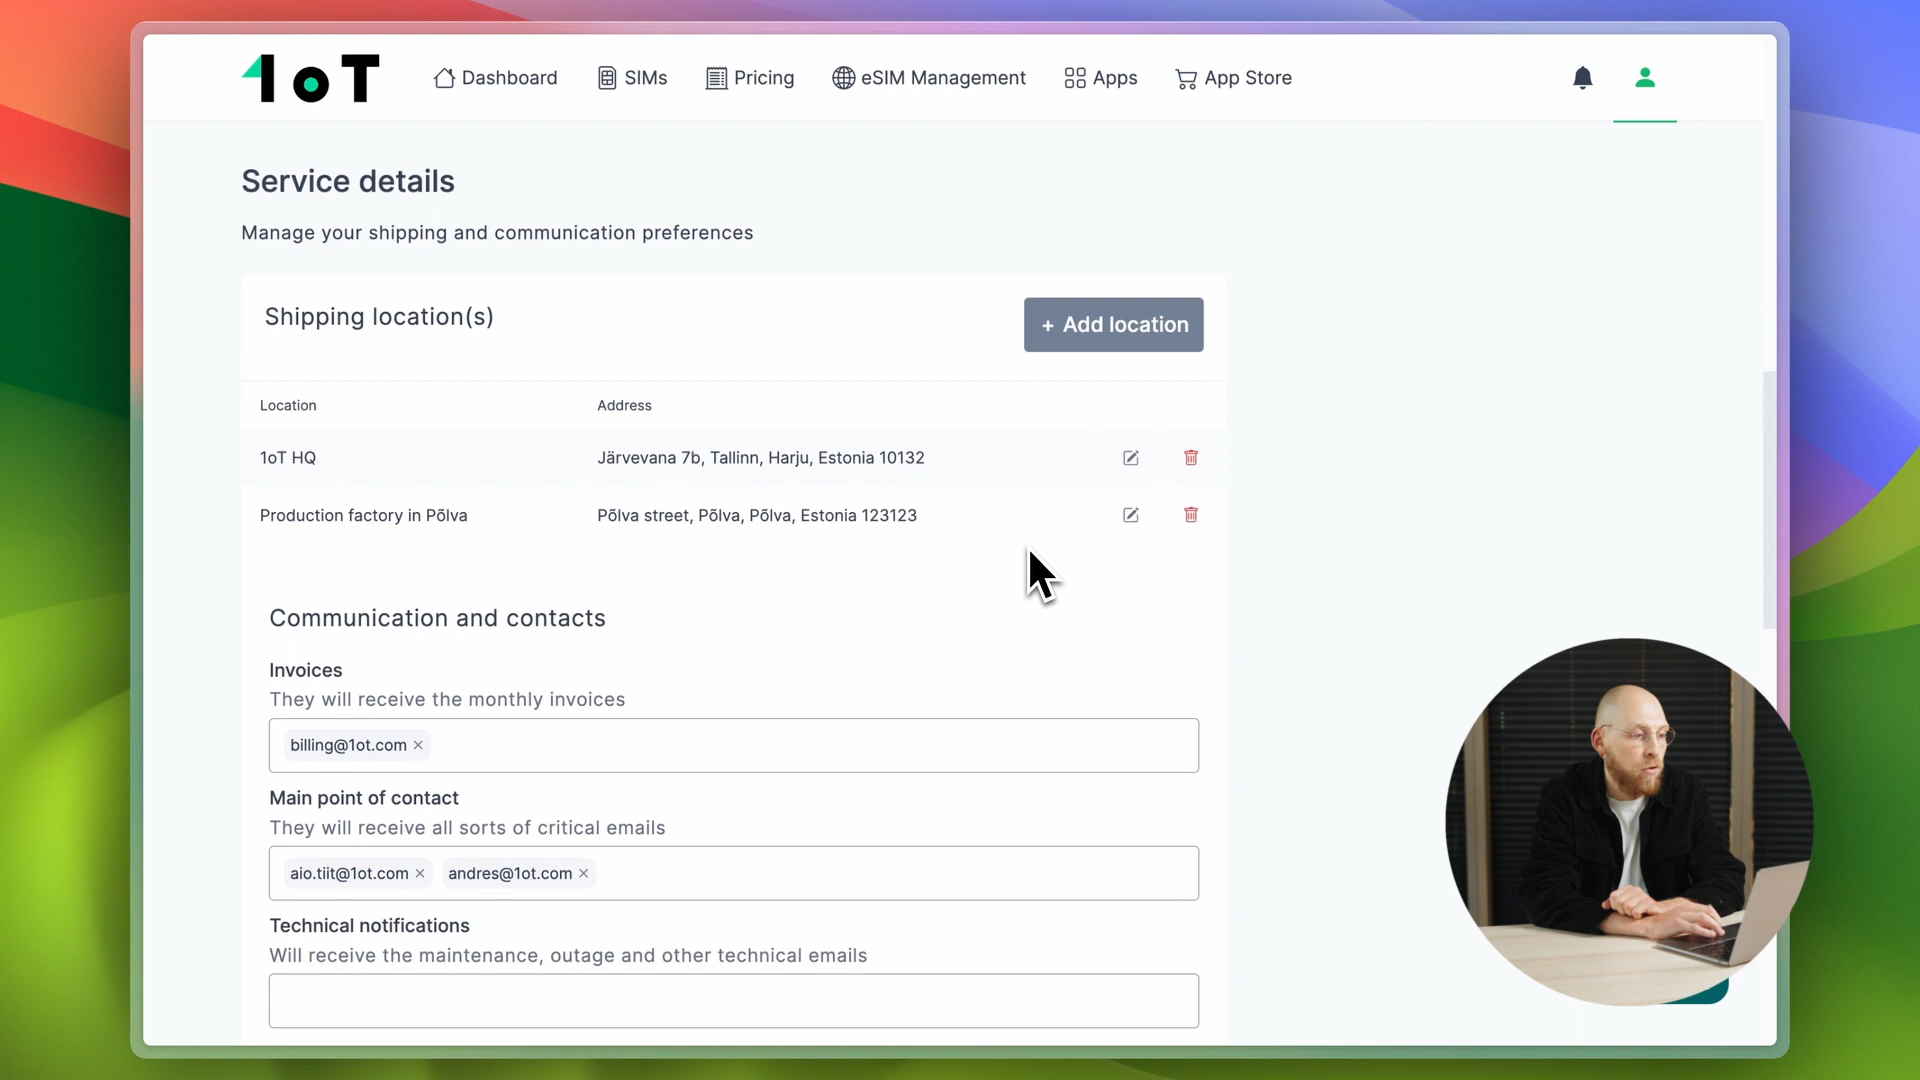 1oT
Dashboard
SIMs
Pricing
eSIM Management
Apps
App Store
Service details
Manage your shipping and communication preferences
Shipping location(s)
+ Add location
Location
Address
1oT HQ
Järvevana 7b, Tallinn, Harju, Estonia 10132
Production factory in Põlva
Põlva street, Põlva, Põlva, Estonia 123123
Communication and contacts
Invoices
They will receive the monthly invoices
billing@1ot.com ×
Main point of contact
They will receive all sorts of critical emails
aio.tiit@1ot.com × andres@1ot.com ×
Technical notifications
Will receive the maintenance, outage and other technical emails